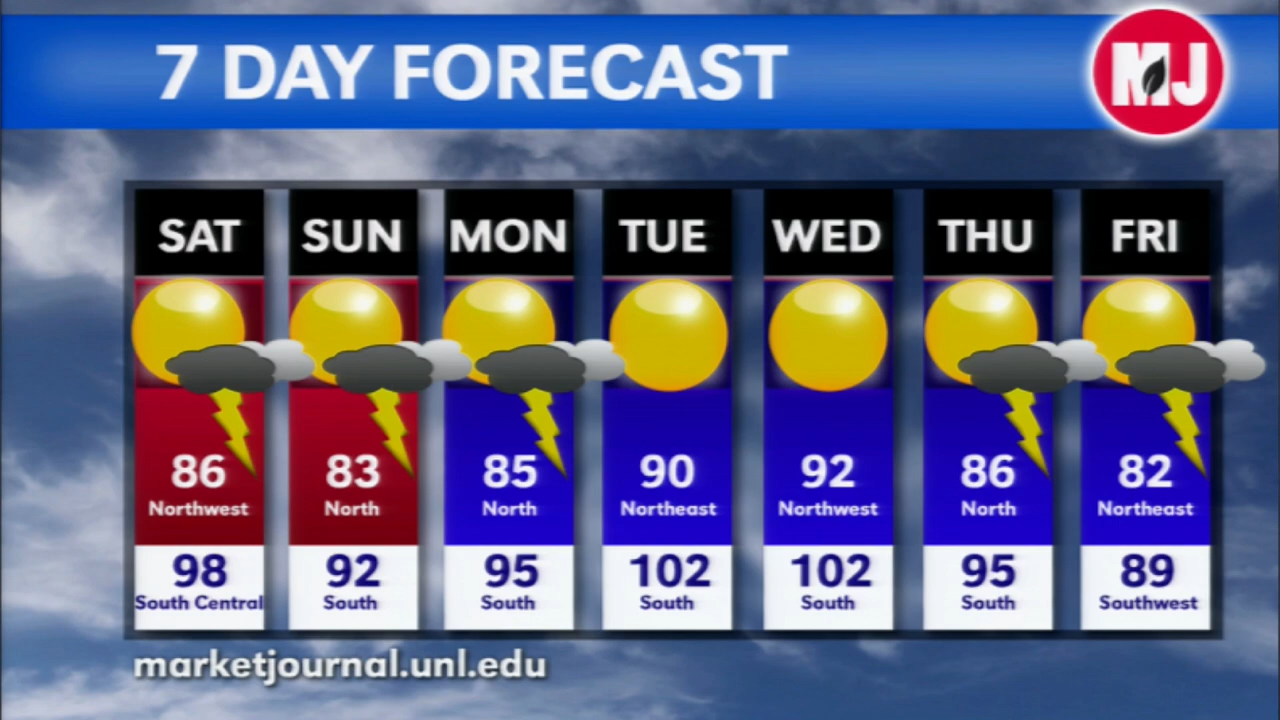 7 DAY FORECAST
MJ
SAT SUN MON TUE WED THU FRI
86 83 85 90 92 86 82
Northwest North North Northeast Northwest North Northeast
98 92 95 102 102 95 89
South Central South South South South South Southwest
marketjournal.unl.edu